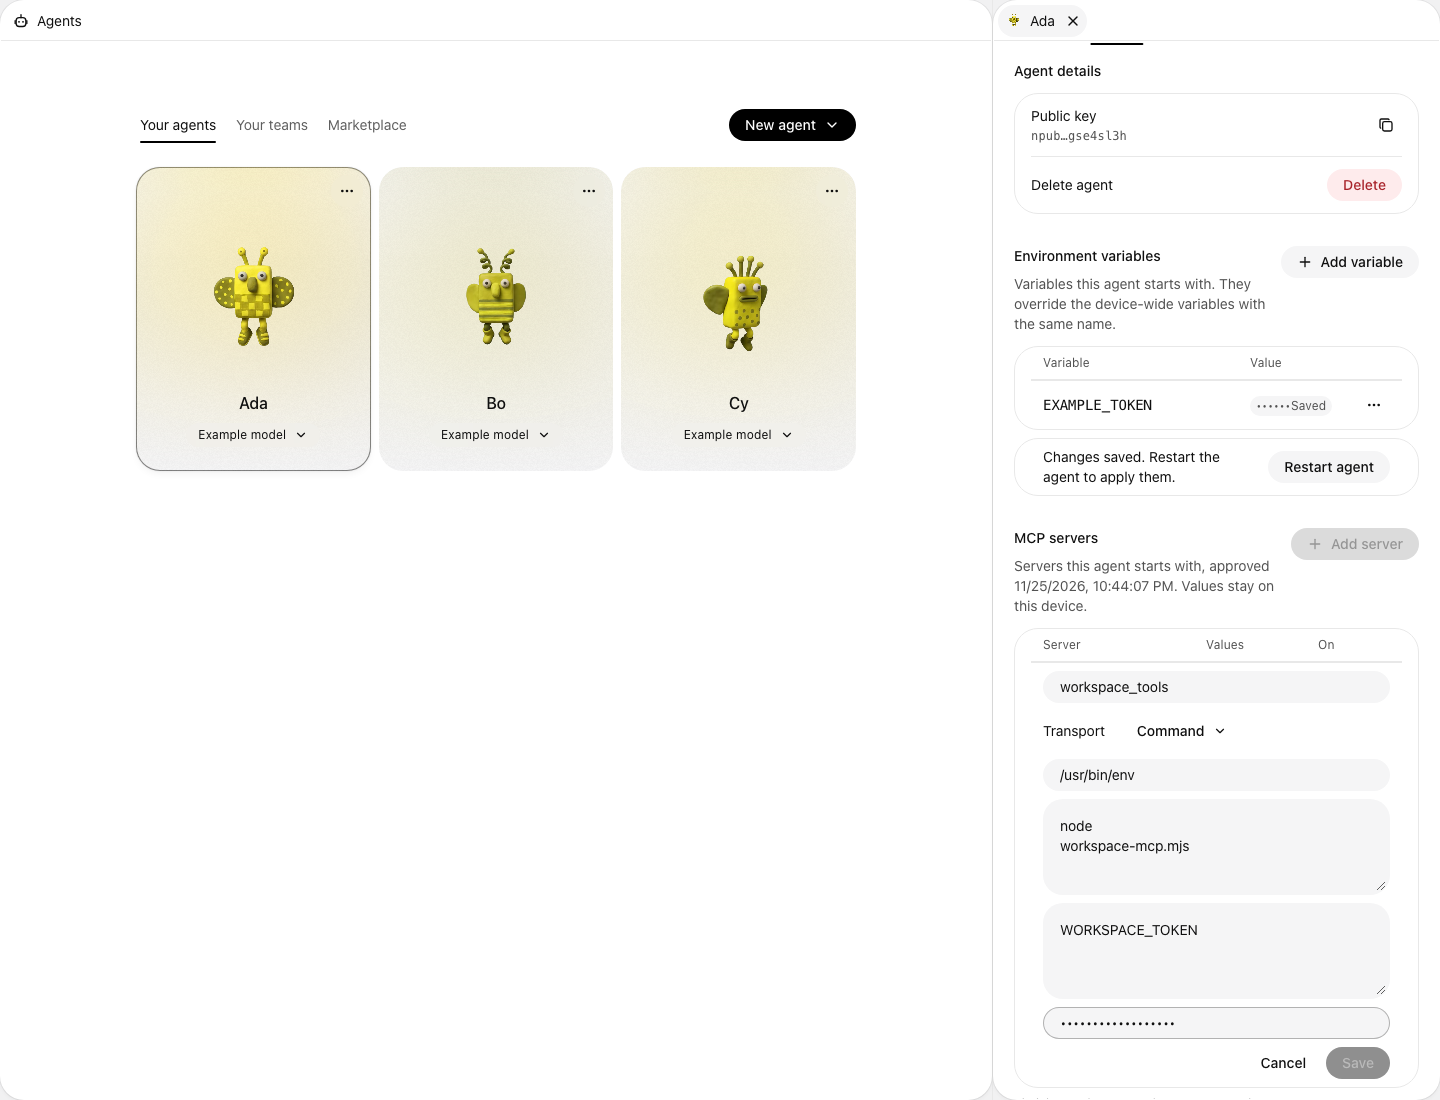 Agents
Your agents
Your teams
Marketplace
New agent
Ada
Example model
Bo
Example model
Cy
Example model
Ada
Agent details
Public key
npub…gse4sl3h
Delete agent
Delete
Environment variables
Add variable
Variables this agent starts with. They
override the device-wide variables with
the same name.
Variable
Value
EXAMPLE_TOKEN
••••••Saved
Changes saved. Restart the
agent to apply them.
Restart agent
MCP servers
Add server
Servers this agent starts with, approved
11/25/2026, 10:44:07 PM. Values stay on
this device.
Server
Values
On
workspace_tools
Transport
Command
/usr/bin/env
node
workspace-mcp.mjs
WORKSPACE_TOKEN
••••••••••••••••••
Cancel
Save